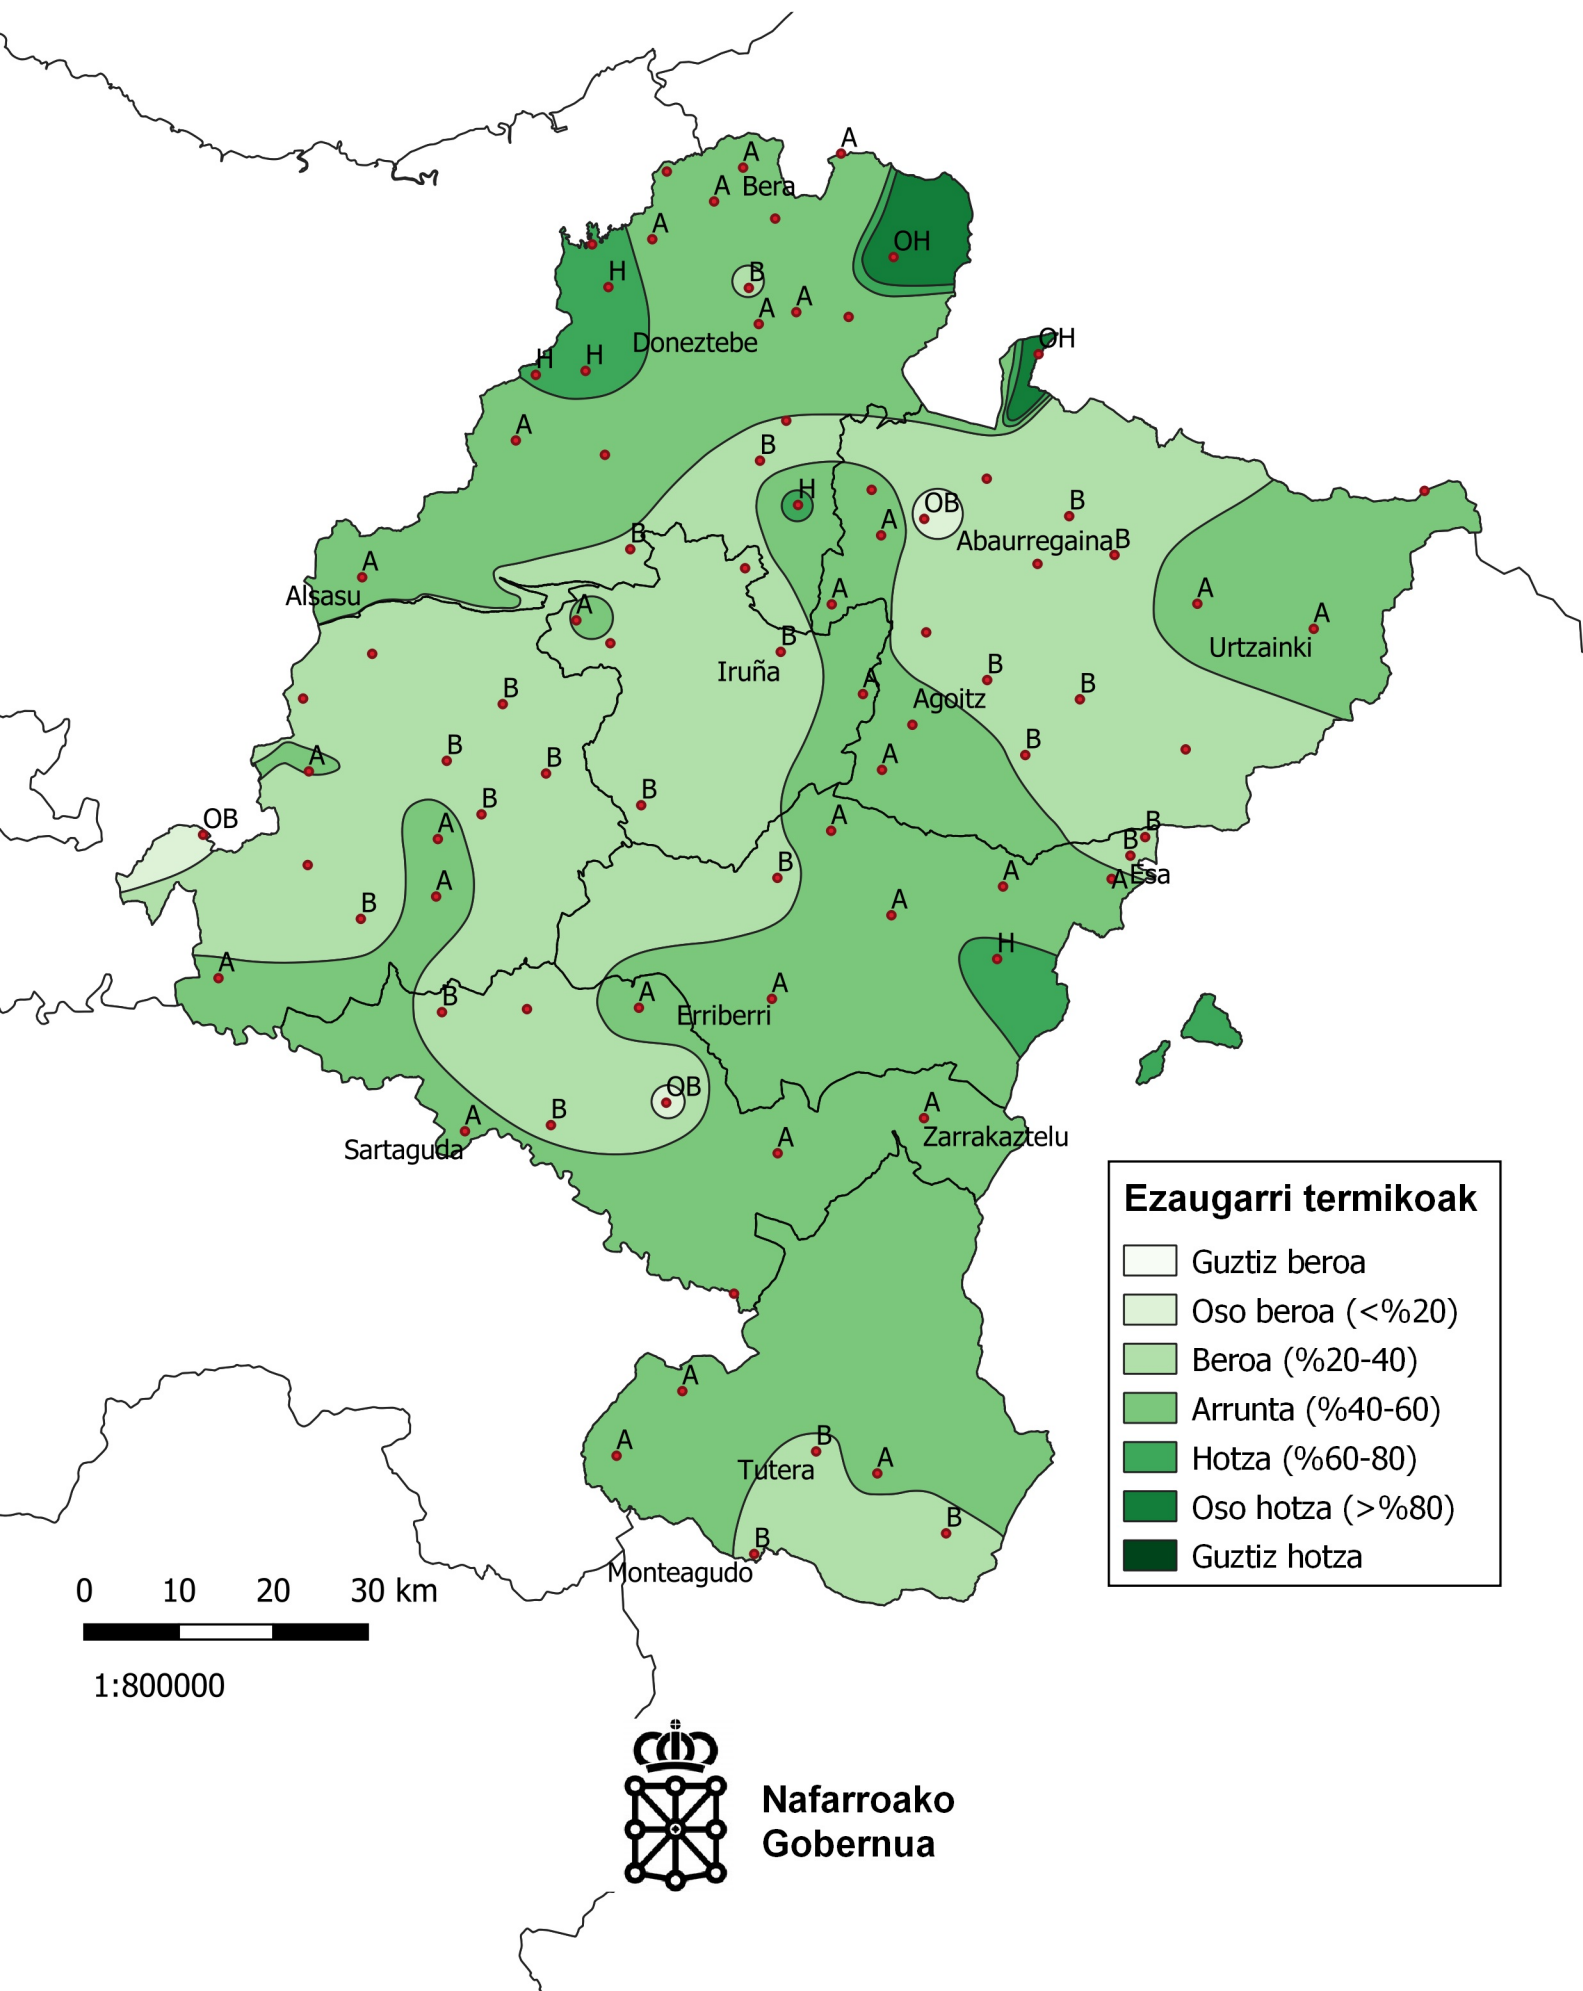 A
A
A Bera
A
OH
H
B
A
A
Doneztebe
OH
H
H
A
B
H
OB
B
A
Abaurregaina B
B
A
Alsasu
A
A
A
A
Urtzainki
B
Iruña
B
A
Agoitz
B
B
B
B
A
B
B
A
OB
B
B
A
A
B
B
B
A
A
A Esa
B
A
H
A
B
A
A
Erriberri
OB
B
A
A
Zarrakaztelu
Sartaguda
A
A
A
B
Tutera
A
B
B
Monteagudo
Ezaugarri termikoak
Guztiz beroa
Oso beroa (<%20)
Beroa (%20-40)
Arrunta (%40-60)
Hotza (%60-80)
Oso hotza (>%80)
Guztiz hotza
0 10 20 30 km
1:800000
Nafarroako
Gobernua